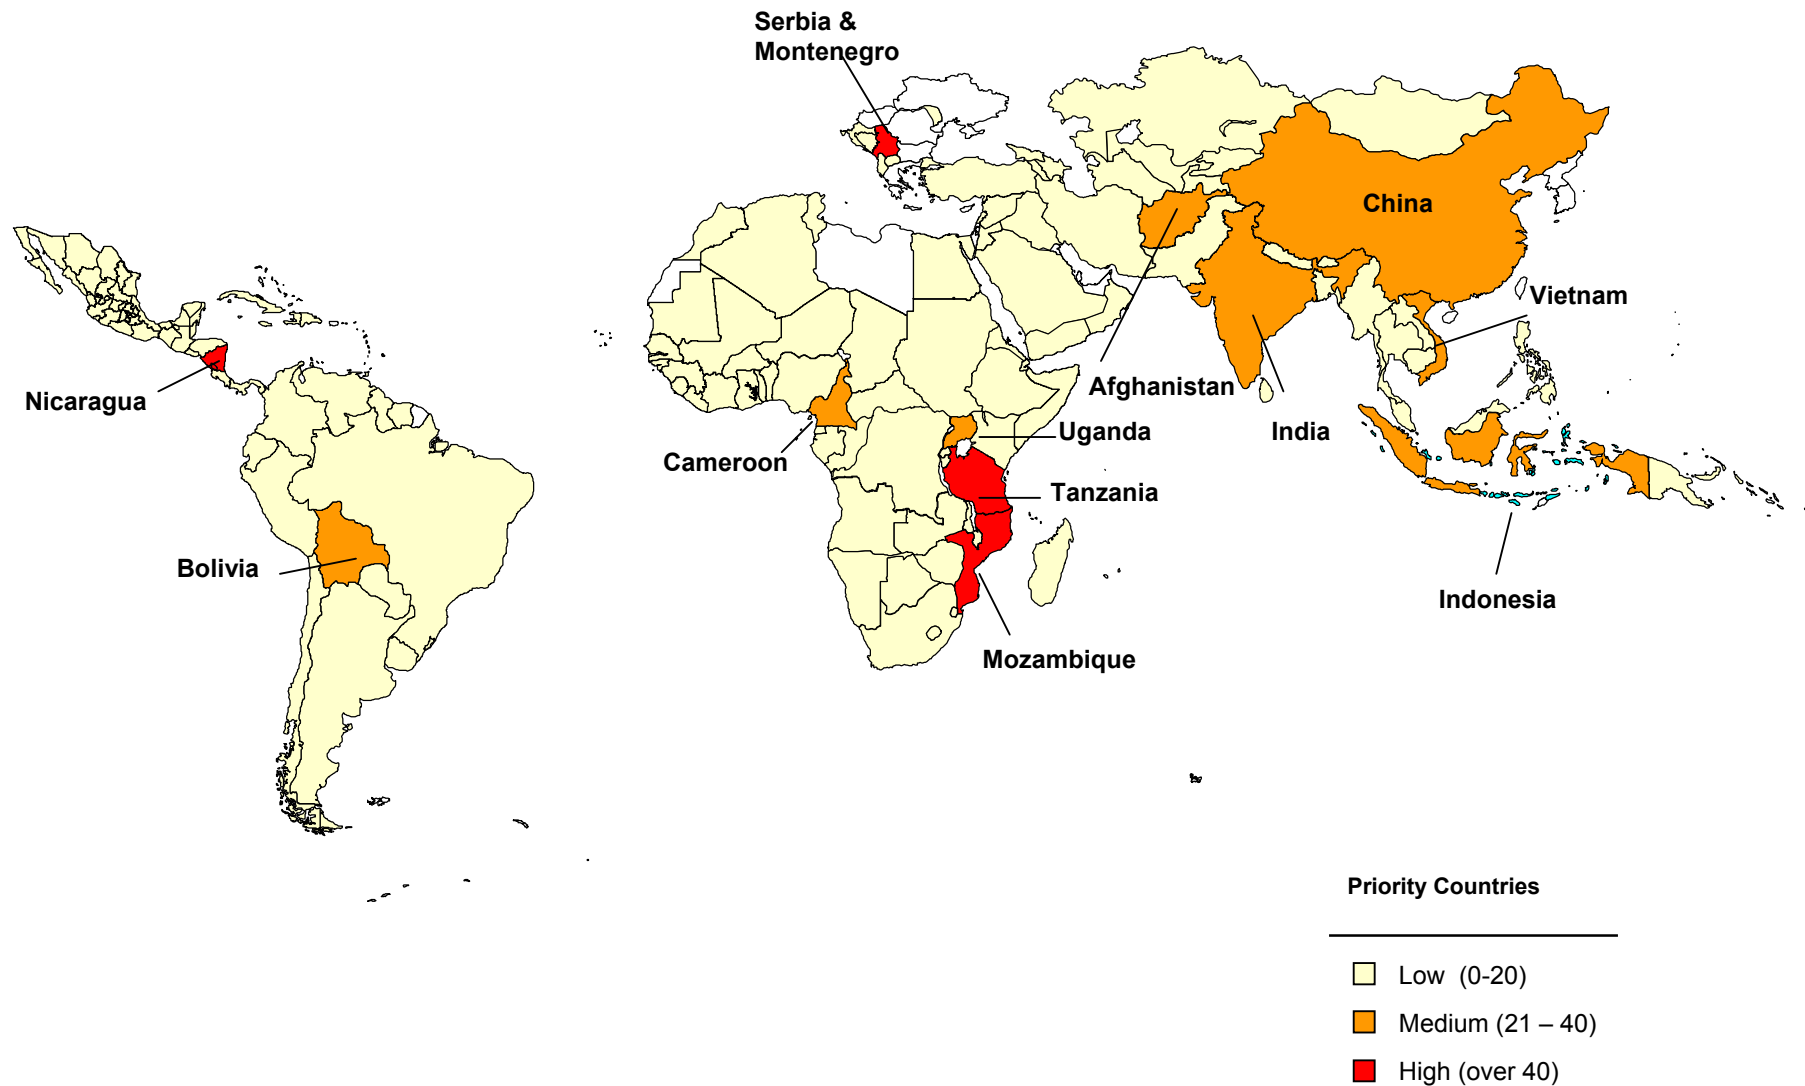 Serbia &
Montenegro
China
Vietnam
Nicaragua
Afghanistan
Uganda
India
Cameroon
Tanzania
Bolivia
Indonesia
Mozambique
Priority Countries
Low (0-20)
Medium (21 – 40)
High (over 40)